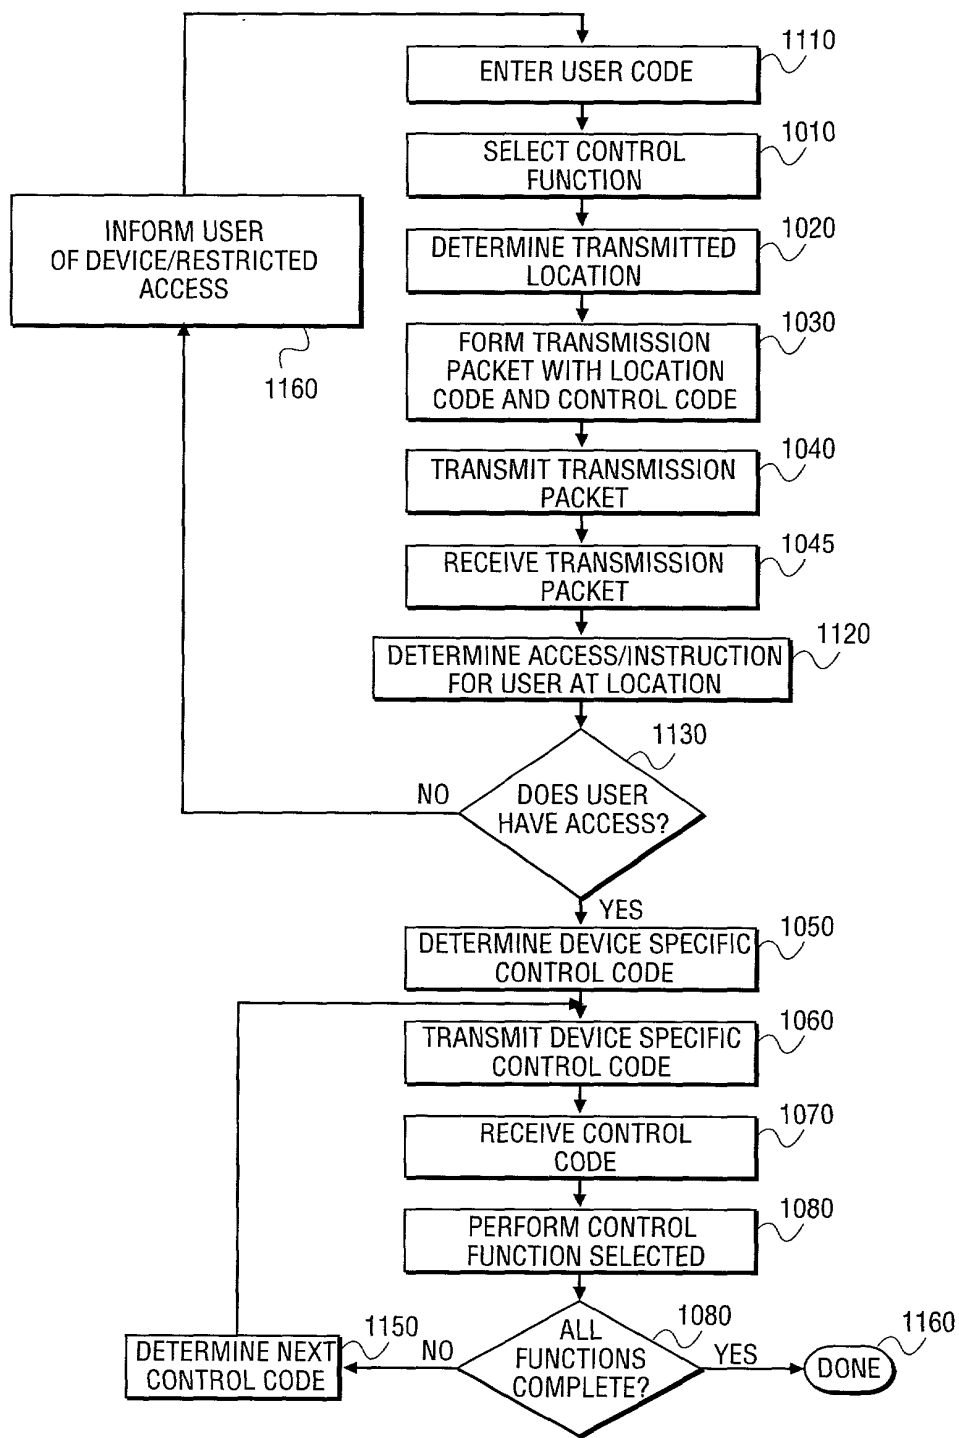 1110
ENTER USER CODE
1010
SELECT CONTROL
FUNCTION
INFORM USER
OF DEVICE/RESTRICTED
ACCESS
1160
1020
DETERMINE TRANSMITTED
LOCATION
1030
FORM TRANSMISSION
PACKET WITH LOCATION
CODE AND CONTROL CODE
1040
TRANSMIT TRANSMISSION
PACKET
1045
RECEIVE TRANSMISSION
PACKET
1120
DETERMINE ACCESS/INSTRUCTION
FOR USER AT LOCATION
1130
DOES USER
HAVE ACCESS?
NO
YES
1050
DETERMINE DEVICE SPECIFIC
CONTROL CODE
1060
TRANSMIT DEVICE SPECIFIC
CONTROL CODE
1070
RECEIVE CONTROL
CODE
1080
PERFORM CONTROL
FUNCTION SELECTED
1080
ALL
FUNCTIONS
COMPLETE?
NO
1150
DETERMINE NEXT
CONTROL CODE
YES
1160
DONE